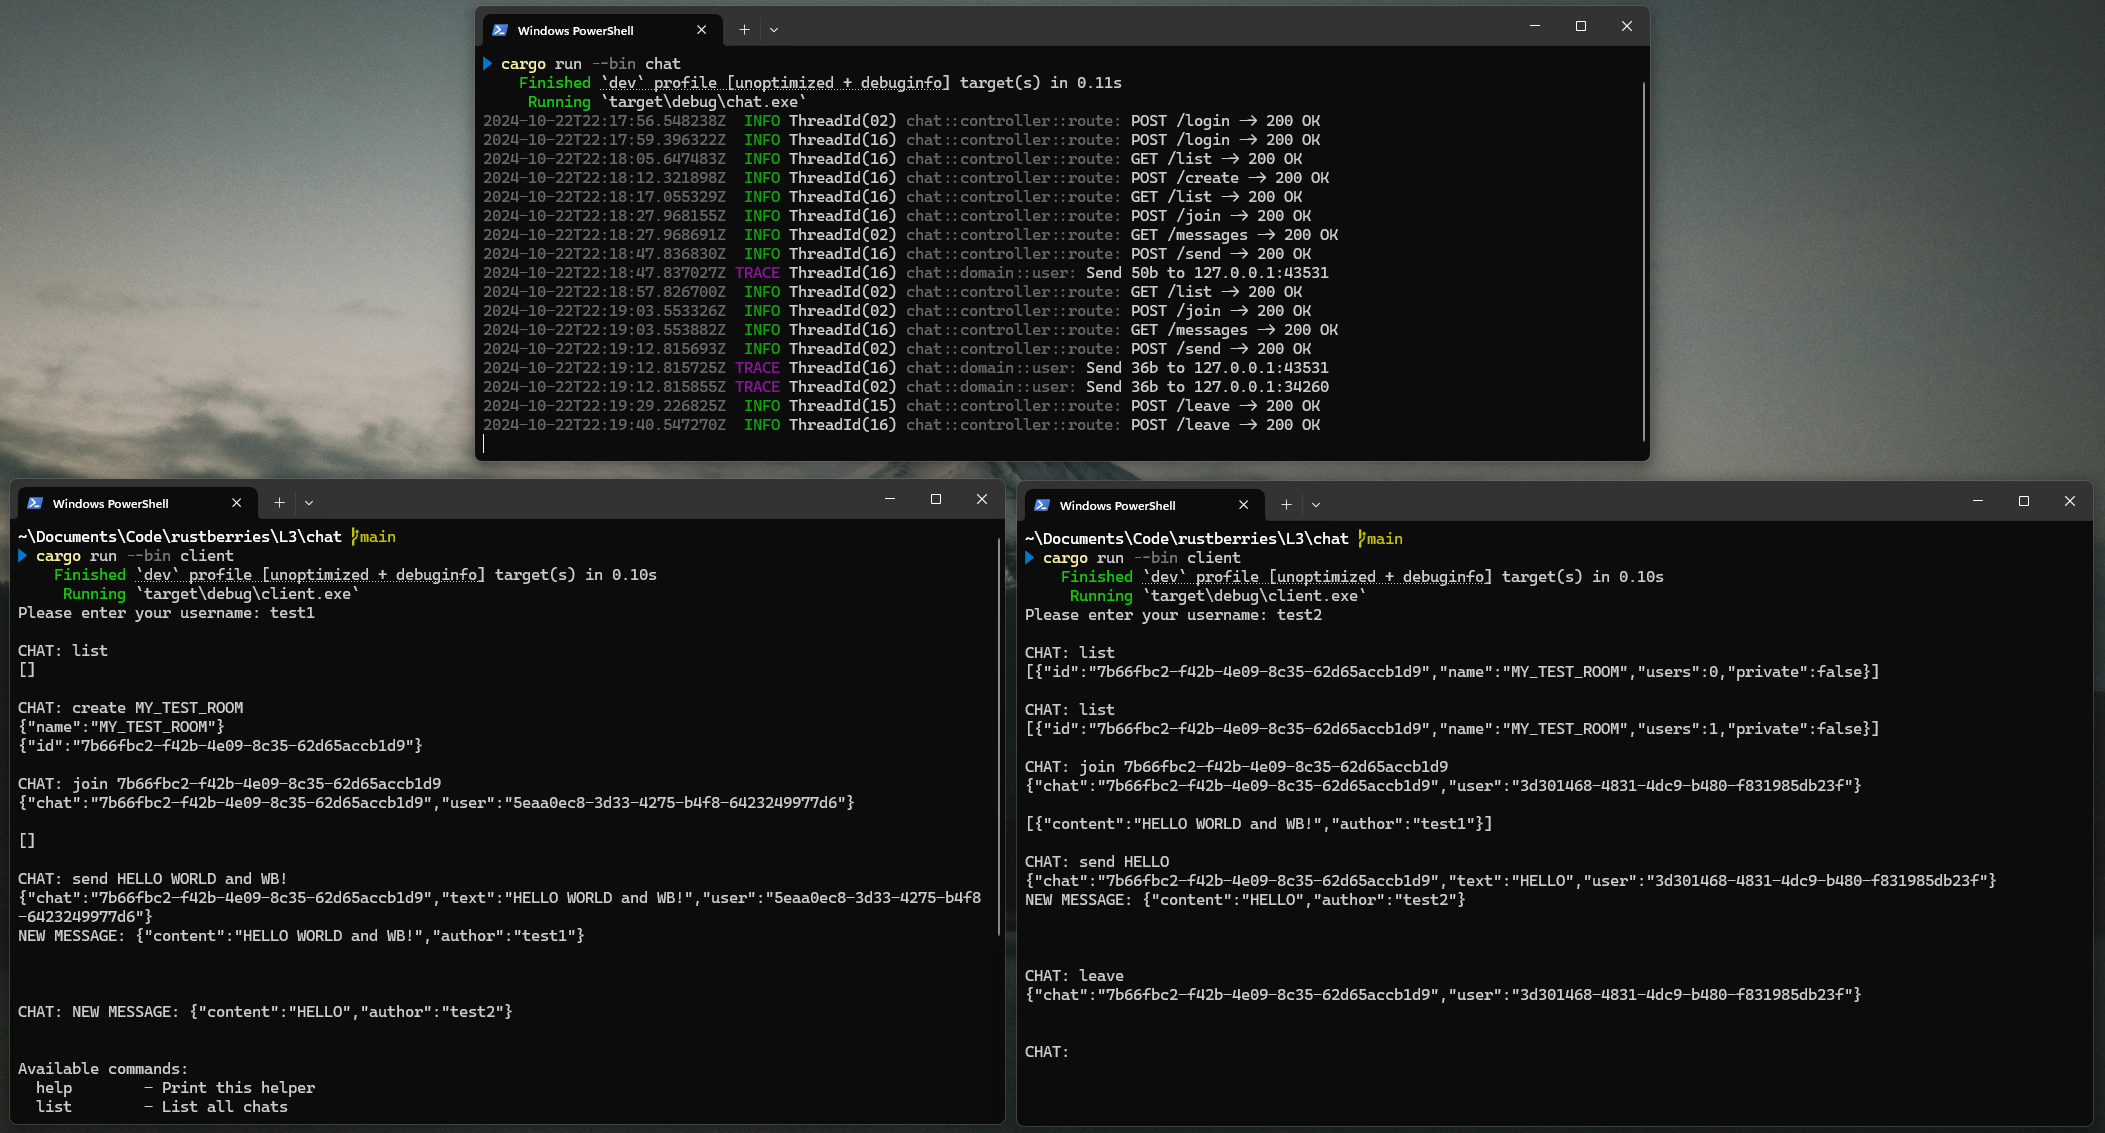 Windows PowerShell
cargo run --bin chat
Finished `dev` profile [unoptimized + debuginfo] target(s) in 0.11s
Running `target\debug\chat.exe`
2024-10-22T22:17:56.548238Z  INFO ThreadId(02) chat::controller::route: POST /login -> 200 OK
2024-10-22T22:17:59.396322Z  INFO ThreadId(16) chat::controller::route: POST /login -> 200 OK
2024-10-22T22:18:05.647483Z  INFO ThreadId(16) chat::controller::route: GET /list -> 200 OK
2024-10-22T22:18:12.321898Z  INFO ThreadId(16) chat::controller::route: POST /create -> 200 OK
2024-10-22T22:18:17.055329Z  INFO ThreadId(16) chat::controller::route: GET /list -> 200 OK
2024-10-22T22:18:27.968155Z  INFO ThreadId(16) chat::controller::route: POST /join -> 200 OK
2024-10-22T22:18:27.968691Z  INFO ThreadId(02) chat::controller::route: GET /messages -> 200 OK
2024-10-22T22:18:47.836830Z  INFO ThreadId(16) chat::controller::route: POST /send -> 200 OK
2024-10-22T22:18:47.837027Z TRACE ThreadId(16) chat::domain::user: Send 50b to 127.0.0.1:43531
2024-10-22T22:18:57.826700Z  INFO ThreadId(02) chat::controller::route: GET /list -> 200 OK
2024-10-22T22:19:03.553326Z  INFO ThreadId(02) chat::controller::route: POST /join -> 200 OK
2024-10-22T22:19:03.553882Z  INFO ThreadId(16) chat::controller::route: GET /messages -> 200 OK
2024-10-22T22:19:12.815693Z  INFO ThreadId(02) chat::controller::route: POST /send -> 200 OK
2024-10-22T22:19:12.815725Z TRACE ThreadId(16) chat::domain::user: Send 36b to 127.0.0.1:43531
2024-10-22T22:19:12.815855Z TRACE ThreadId(02) chat::domain::user: Send 36b to 127.0.0.1:34260
2024-10-22T22:19:29.226825Z  INFO ThreadId(15) chat::controller::route: POST /leave -> 200 OK
2024-10-22T22:19:40.547270Z  INFO ThreadId(16) chat::controller::route: POST /leave -> 200 OK
Windows PowerShell
~\Documents\Code\rustberries\L3\chat main
cargo run --bin client
Finished `dev` profile [unoptimized + debuginfo] target(s) in 0.10s
Running `target\debug\client.exe`
Please enter your username: test1
CHAT: list
[]
CHAT: create MY_TEST_ROOM
{"name":"MY_TEST_ROOM"}
{"id":"7b66fbc2-f42b-4e09-8c35-62d65accb1d9"}
CHAT: join 7b66fbc2-f42b-4e09-8c35-62d65accb1d9
{"chat":"7b66fbc2-f42b-4e09-8c35-62d65accb1d9","user":"5eaa0ec8-3d33-4275-b4f8-6423249977d6"}
[]
CHAT: send HELLO WORLD and WB!
{"chat":"7b66fbc2-f42b-4e09-8c35-62d65accb1d9","text":"HELLO WORLD and WB!","user":"5eaa0ec8-3d33-4275-b4f8
-6423249977d6"}
NEW MESSAGE: {"content":"HELLO WORLD and WB!","author":"test1"}
CHAT: NEW MESSAGE: {"content":"HELLO","author":"test2"}
Available commands:
help        - Print this helper
list        - List all chats
Windows PowerShell
~\Documents\Code\rustberries\L3\chat main
cargo run --bin client
Finished `dev` profile [unoptimized + debuginfo] target(s) in 0.10s
Running `target\debug\client.exe`
Please enter your username: test2
CHAT: list
[{"id":"7b66fbc2-f42b-4e09-8c35-62d65accb1d9","name":"MY_TEST_ROOM","users":0,"private":false}]
CHAT: list
[{"id":"7b66fbc2-f42b-4e09-8c35-62d65accb1d9","name":"MY_TEST_ROOM","users":1,"private":false}]
CHAT: join 7b66fbc2-f42b-4e09-8c35-62d65accb1d9
{"chat":"7b66fbc2-f42b-4e09-8c35-62d65accb1d9","user":"3d301468-4831-4dc9-b480-f831985db23f"}
[{"content":"HELLO WORLD and WB!","author":"test1"}]
CHAT: send HELLO
{"chat":"7b66fbc2-f42b-4e09-8c35-62d65accb1d9","text":"HELLO","user":"3d301468-4831-4dc9-b480-f831985db23f"}
NEW MESSAGE: {"content":"HELLO","author":"test2"}
CHAT: leave
{"chat":"7b66fbc2-f42b-4e09-8c35-62d65accb1d9","user":"3d301468-4831-4dc9-b480-f831985db23f"}
CHAT: